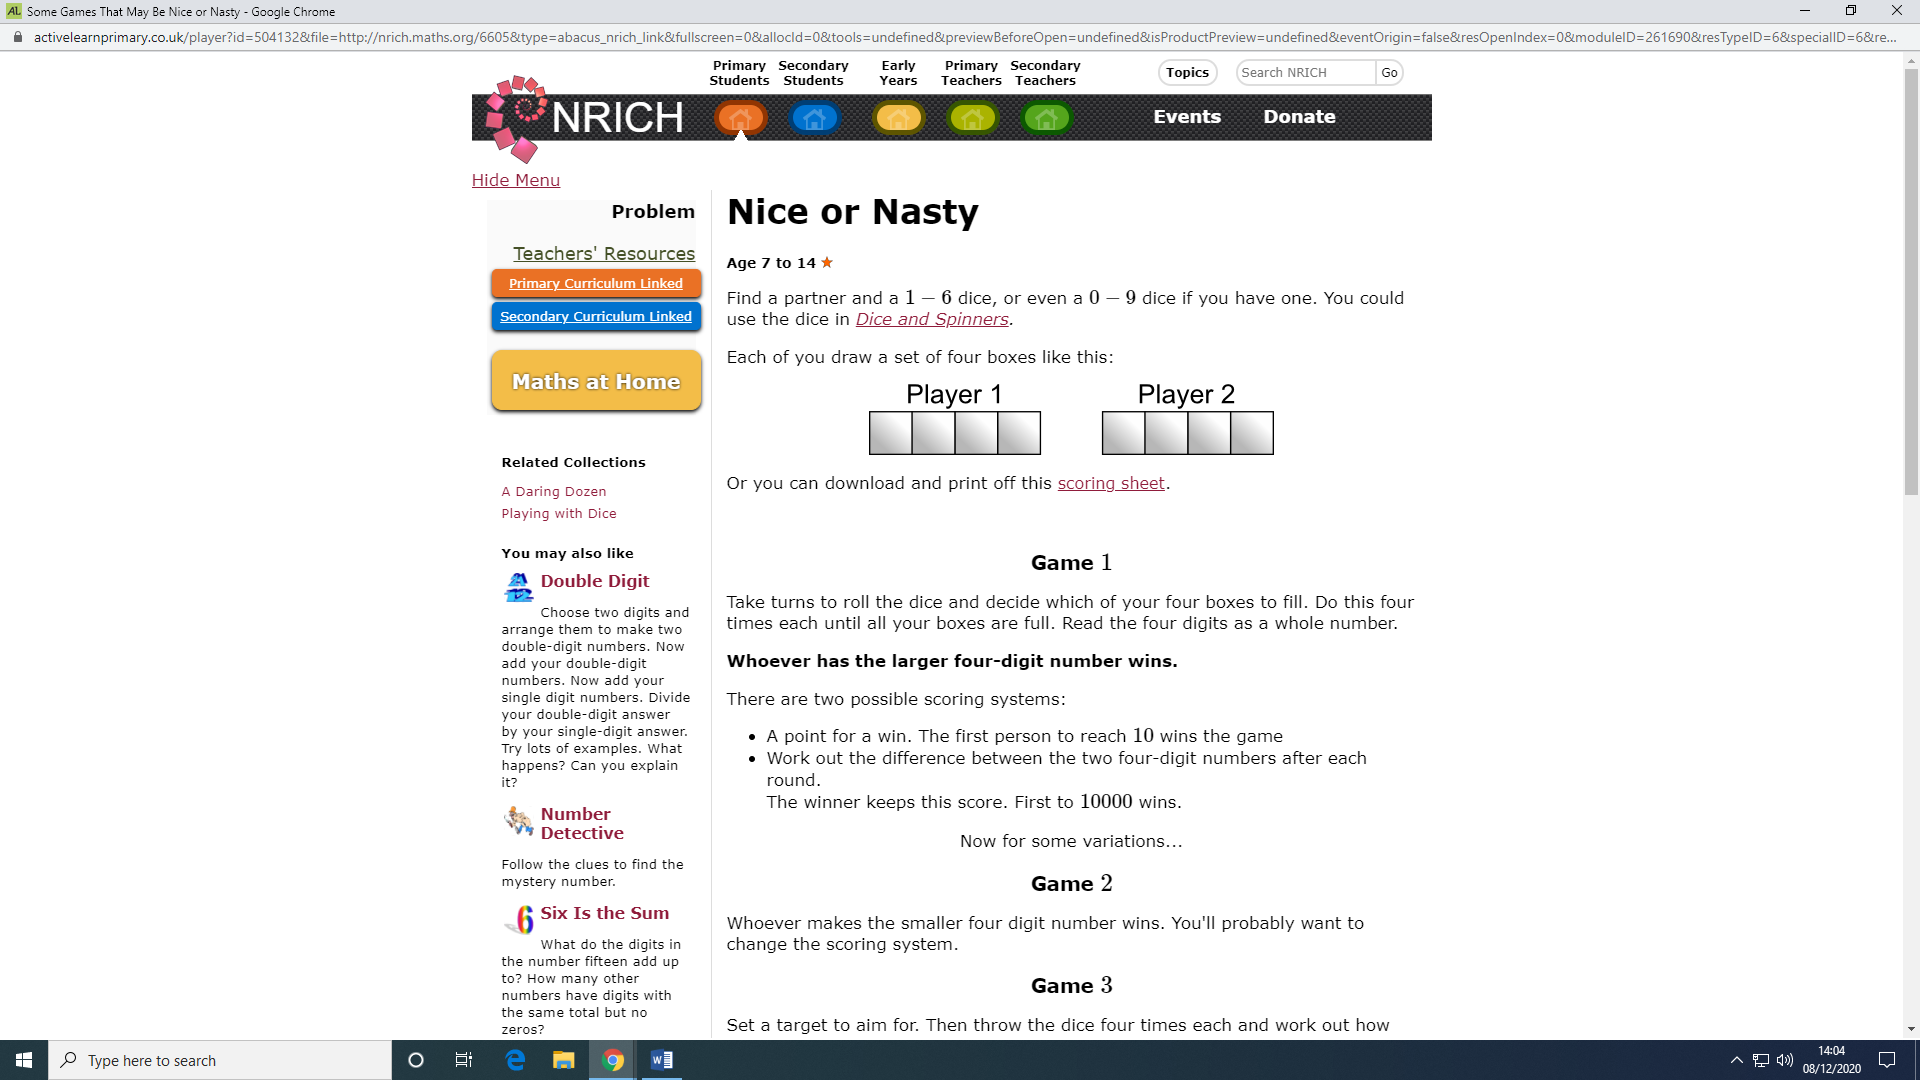 Some Games That May Be Nice or Nasty - Google Chrome
activelearnprimary.co.uk/player?id=504132&file=http://nrich.maths.org/6605&type=abacus_nrich_link&fullscreen=0&allocId=0&tools=undefined&previewBeforeOpen=undefined&isProductPreview=undefined&eventOrigin=false&resOpenIndex=0&moduleID=261690&resTypeID=6&specialID=6&re...
Primary Students
Secondary Students
Early Years
Primary Teachers
Secondary Teachers
Topics
Search NRICH
Go
NRICH
Events
Donate
Hide Menu
Problem
Teachers' Resources
Primary Curriculum Linked
Secondary Curriculum Linked
Maths at Home
Related Collections
A Daring Dozen
Playing with Dice
You may also like
Double Digit
Choose two digits and
arrange them to make two
double-digit numbers. Now
add your double-digit
numbers. Now add your
single digit numbers. Divide
your double-digit answer
by your single-digit answer.
Try lots of examples. What
happens? Can you explain
it?
Number
Detective
Follow the clues to find the
mystery number.
6
Six Is the Sum
What do the digits in
the number fifteen add up
to? How many other
numbers have digits with
the same total but no
zeros?
Nice or Nasty
Age 7 to 14
Find a partner and a 1 − 6 dice, or even a 0 − 9 dice if you have one. You could
use the dice in Dice and Spinners.
Each of you draw a set of four boxes like this:
Player 1
Player 2
Or you can download and print off this scoring sheet.
Game 1
Take turns to roll the dice and decide which of your four boxes to fill. Do this four
times each until all your boxes are full. Read the four digits as a whole number.
Whoever has the larger four-digit number wins.
There are two possible scoring systems:
• A point for a win. The first person to reach 10 wins the game
• Work out the difference between the two four-digit numbers after each
round.
The winner keeps this score. First to 10000 wins.
Now for some variations...
Game 2
Whoever makes the smaller four digit number wins. You'll probably want to
change the scoring system.
Game 3
Set a target to aim for. Then throw the dice four times each and work out how
Type here to search
14:04
08/12/2020